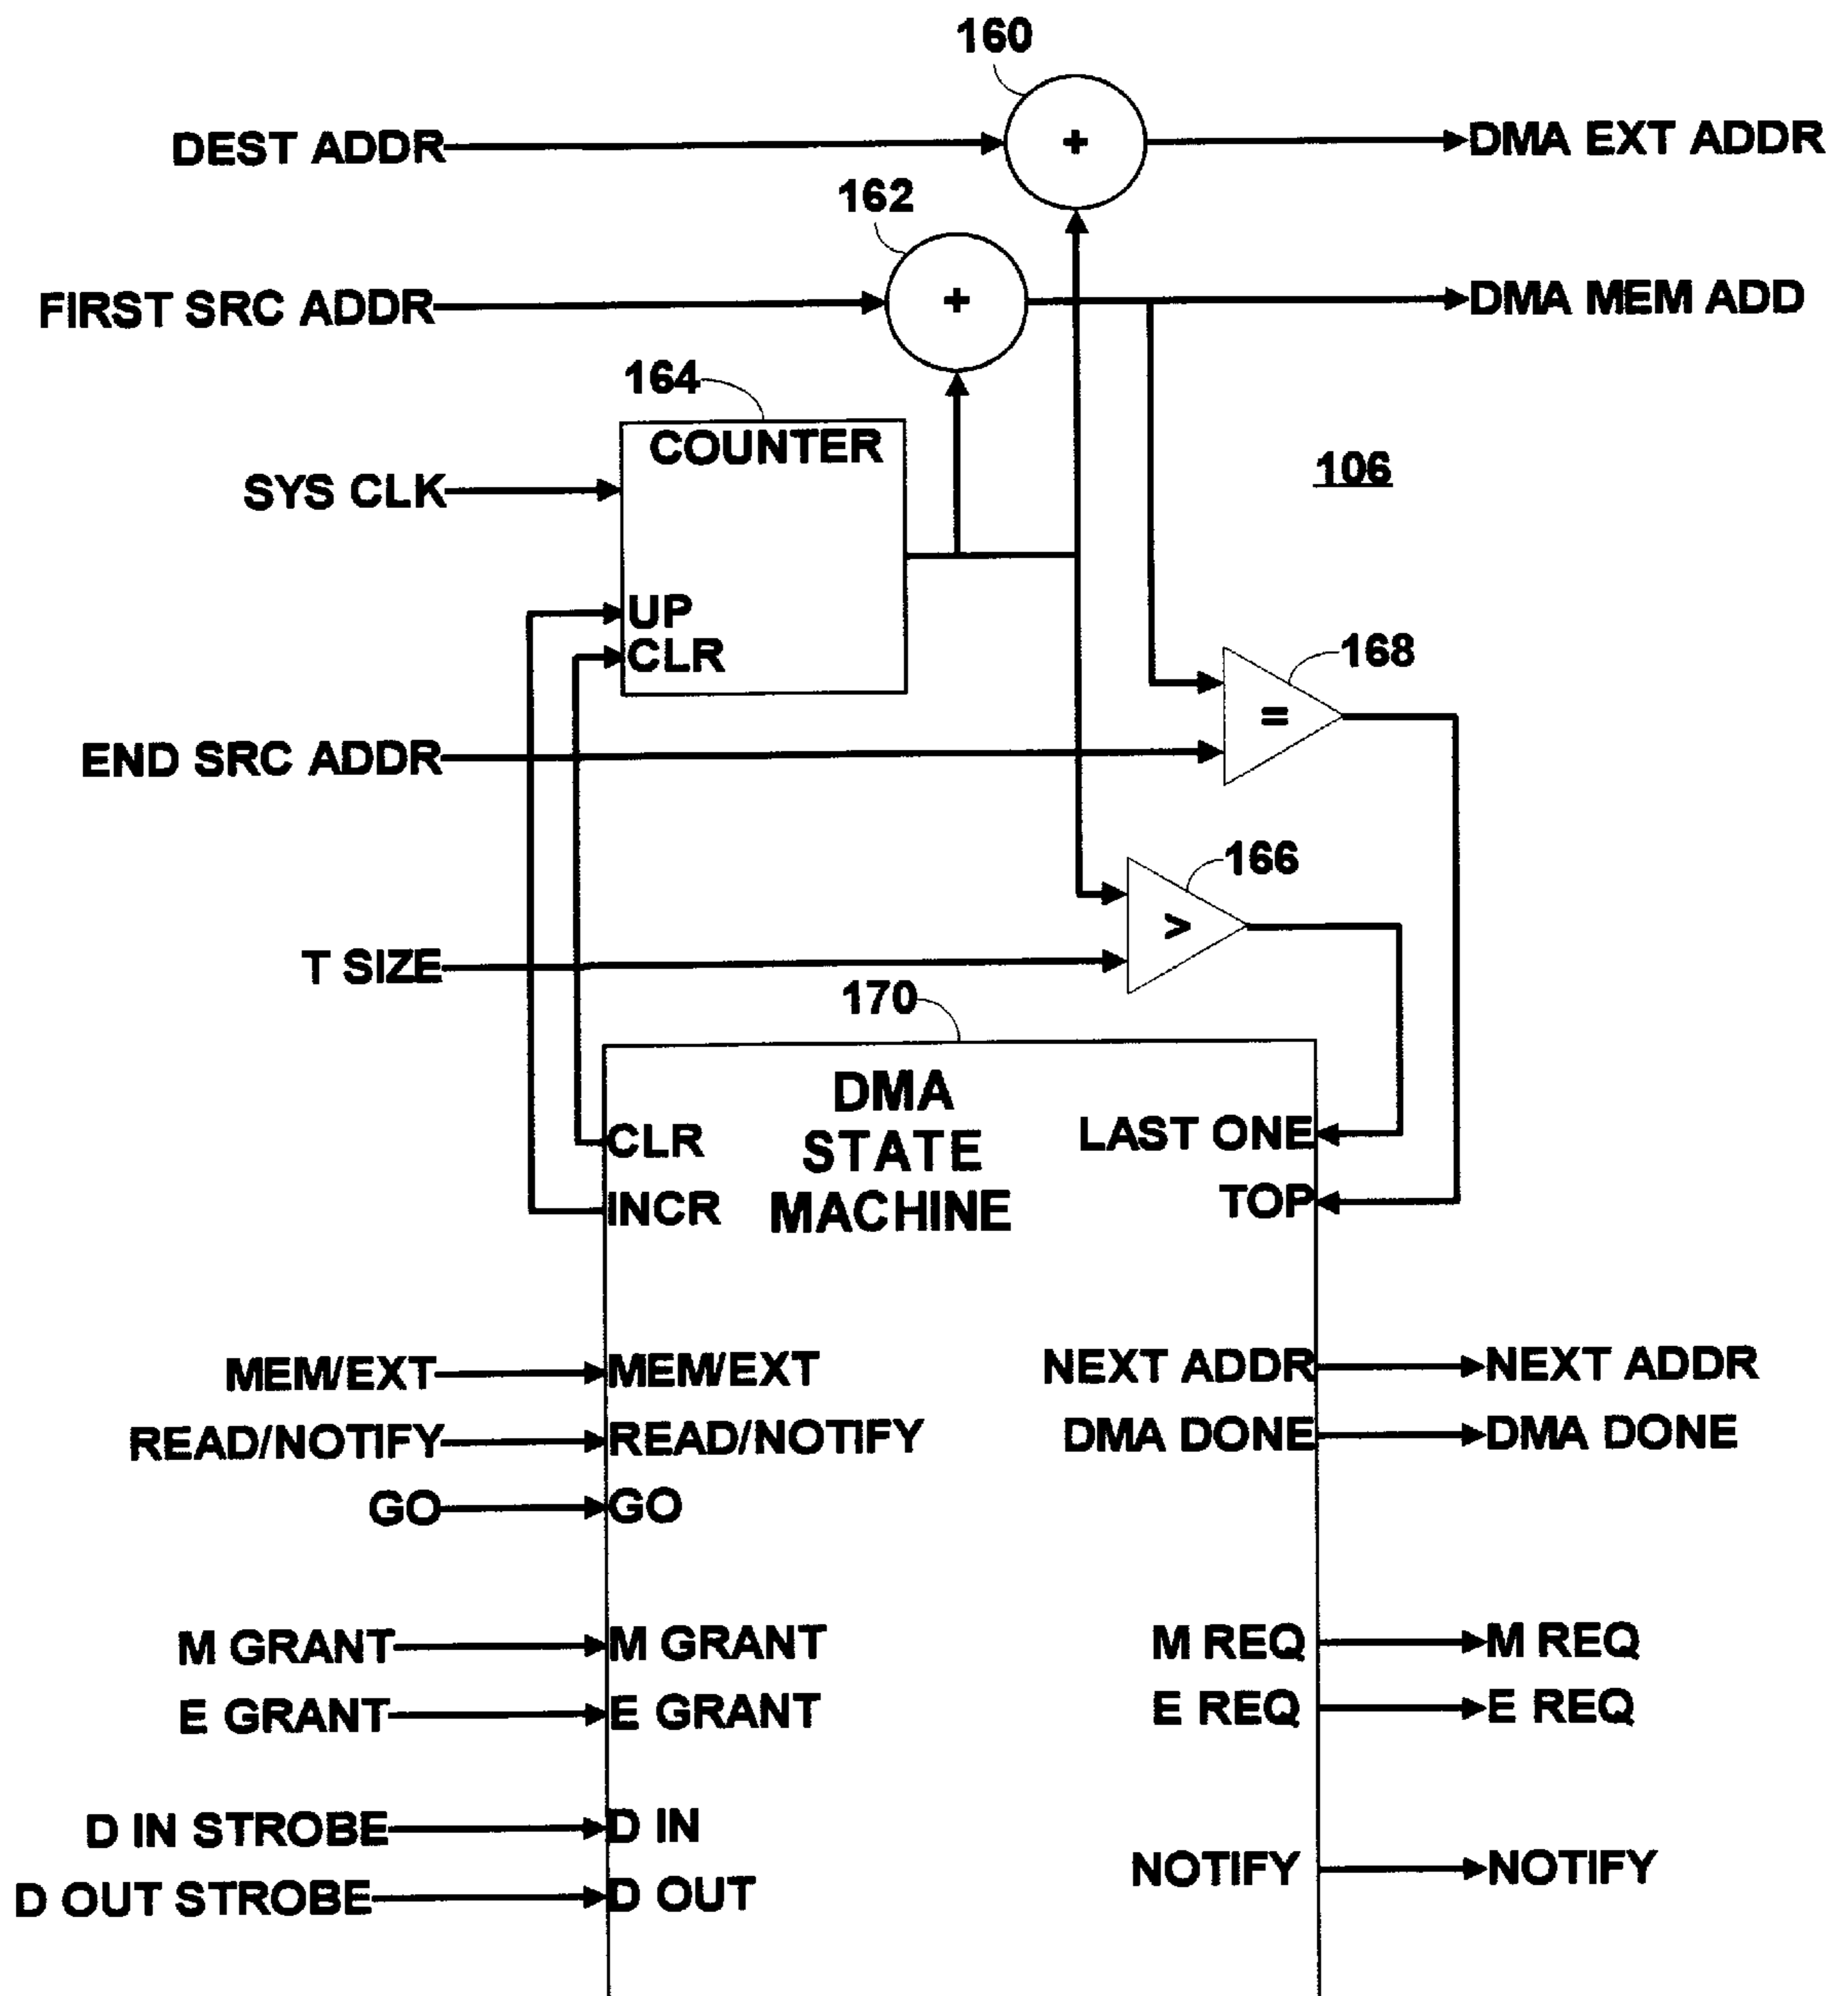 160
DEST ADDR + DMA EXT ADDR
162
FIRST SRC ADDR + DMA MEM ADD
164
COUNTER
106
SYS CLK
UP
CLR
168
=
END SRC ADDR
166
>
T SIZE
170
DMA
STATE
MACHINE
CLR LAST ONE
INCR TOP
MEM/EXT MEM/EXT NEXT ADDR NEXT ADDR
READ/NOTIFY READ/NOTIFY DMA DONE DMA DONE
GO GO
M GRANT M GRANT M REQ M REQ
E GRANT E GRANT E REQ E REQ
D IN STROBE D IN
NOTIFY NOTIFY
D OUT STROBE D OUT